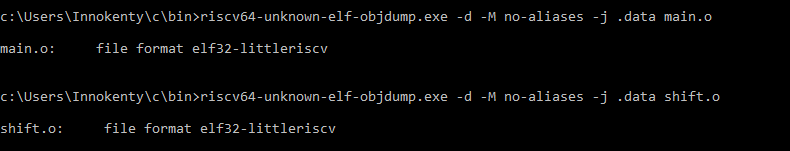 c:\Users\Innokenty\c\bin>riscv64-unknown-elf-objdump.exe -d -M no-aliases -j .data main.o
main.o:     file format elf32-littleriscv
c:\Users\Innokenty\c\bin>riscv64-unknown-elf-objdump.exe -d -M no-aliases -j .data shift.o
shift.o:     file format elf32-littleriscv